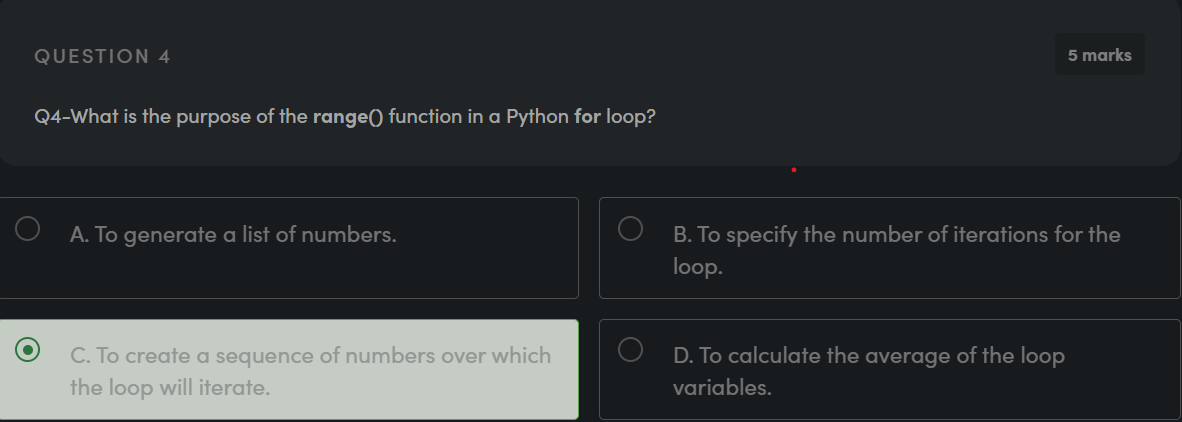 QUESTION 4
5 marks
Q4-What is the purpose of the range() function in a Python for loop?
A. To generate a list of numbers.
B. To specify the number of iterations for the
loop.
C. To create a sequence of numbers over which
the loop will iterate.
D. To calculate the average of the loop
variables.